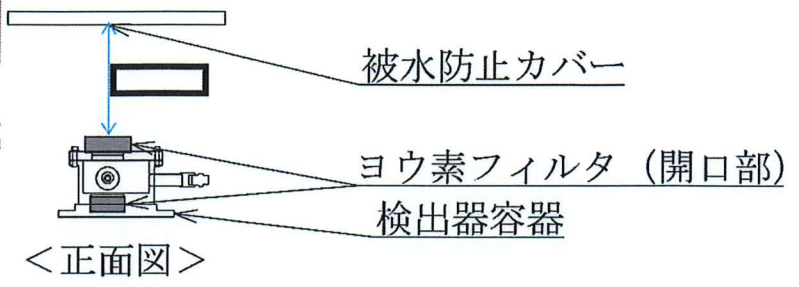 被水防止カバー
ヨウ素フィルタ（開口部）
検出器容器
＜正面図＞